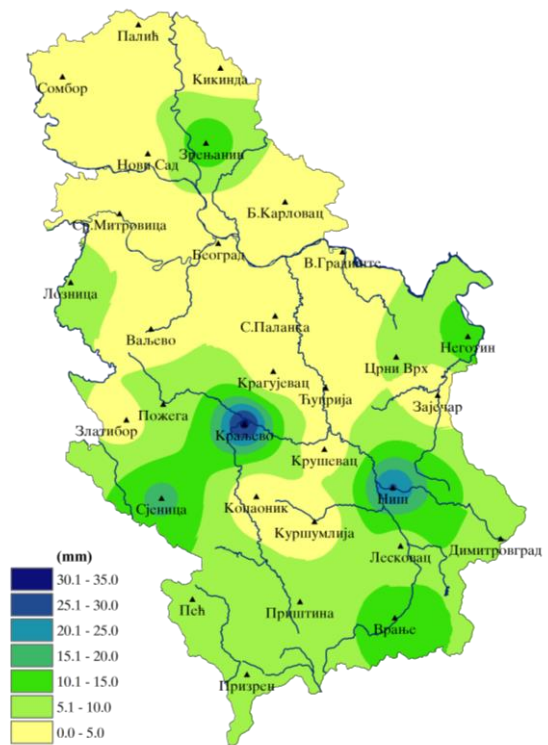 Палић
Кикинда
Сомбор
Зрењанин
Нови Сад
Б.Карловац
Ср.Митровица
Београд
В.Градиште
Лозница
С.Паланка
Ваљево
Неготин
Црни Врх
Крагујевац
Ћуприја
Зајечар
Пожега
Златибор
Краљево
Крушевац
Ниш
Сјеница
Копаоник
Куршумлија
Димитровград
Лесковац
Пећ
Приштина
Врање
Призрен
(mm)
30.1 - 35.0
25.1 - 30.0
20.1 - 25.0
15.1 - 20.0
10.1 - 15.0
5.1 - 10.0
0.0 - 5.0